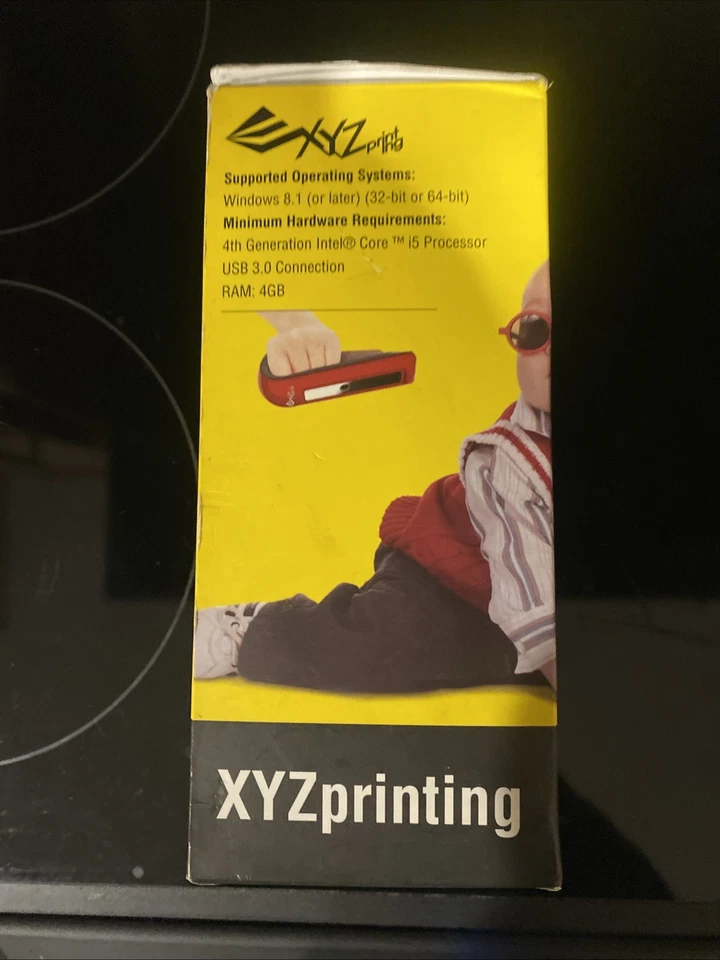 XYZprinting
Supported Operating Systems:
Windows 8.1 (or later) (32-bit or 64-bit)
Minimum Hardware Requirements:
4th Generation Intel® Core ™ i5 Processor
USB 3.0 Connection
RAM: 4GB
XYZprinting